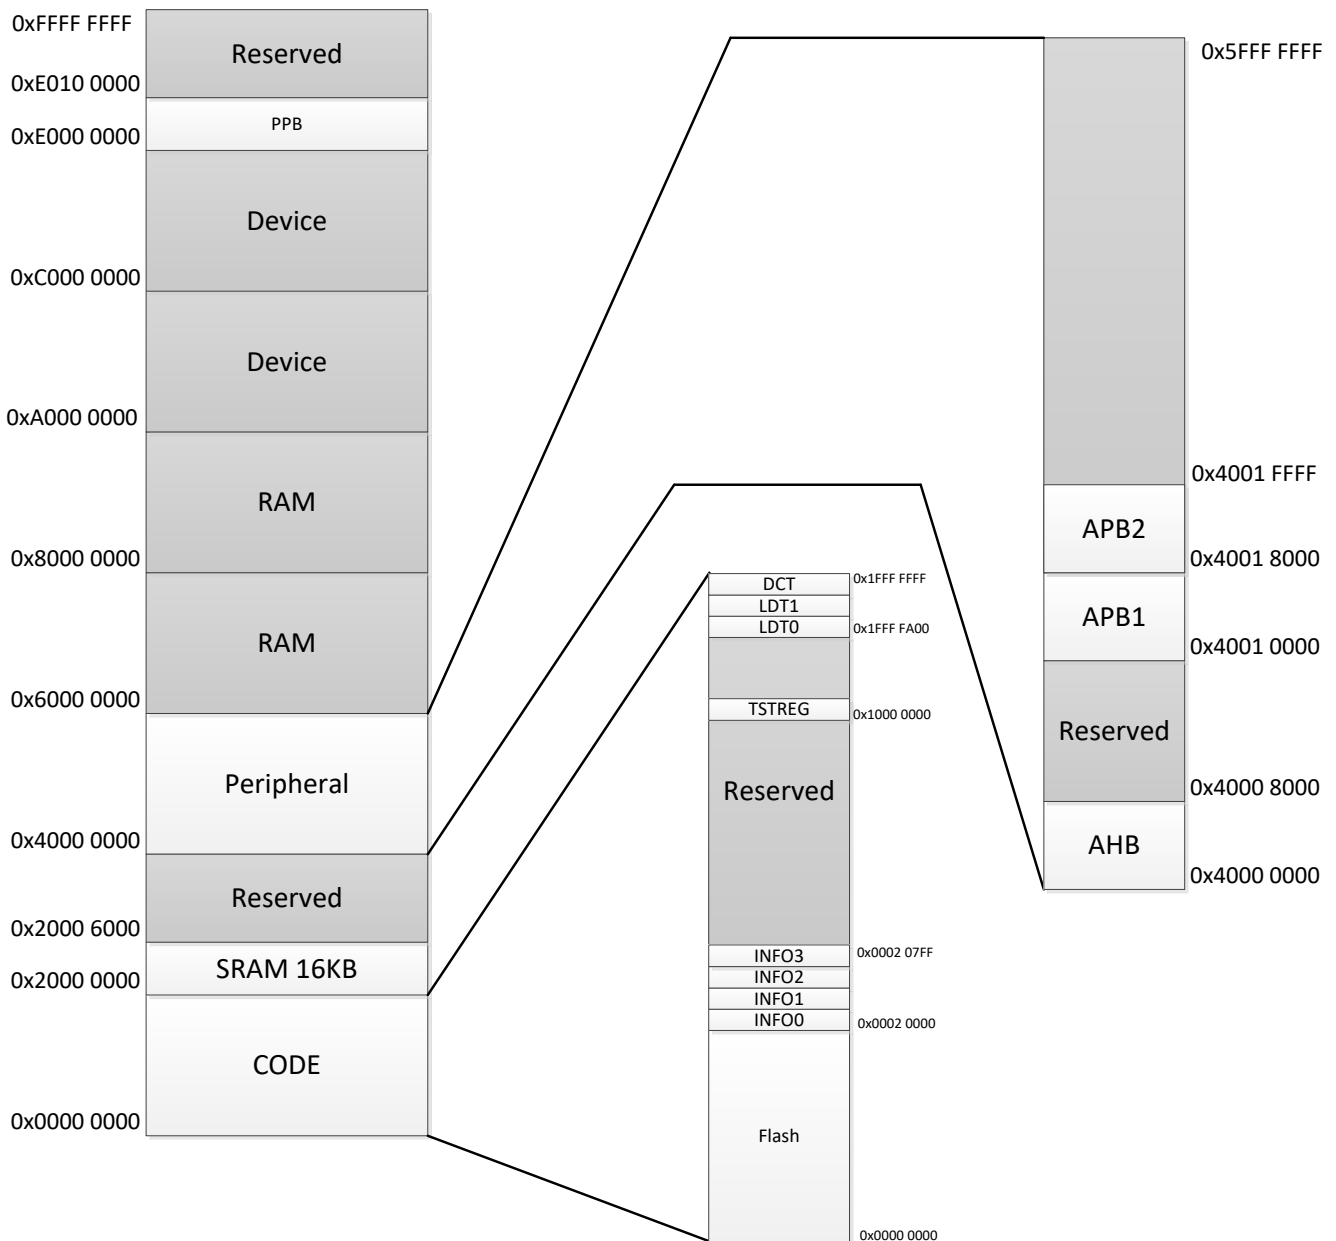 0xFFFF FFFF
Reserved
0xE010 0000
PPB
0xE000 0000
Device
0xC000 0000
Device
0xA000 0000
RAM
0x8000 0000
RAM
0x6000 0000
Peripheral
0x4000 0000
Reserved
0x2000 6000
SRAM 16KB
0x2000 0000
CODE
0x0000 0000
DCT
0x1FFF FFFF
LDT1
LDT0
0x1FFF FA00
TSTREG
0x1000 0000
Reserved
INFO3
0x0002 07FF
INFO2
INFO1
INFO0
0x0002 0000
Flash
0x0000 0000
0x5FFF FFFF
0x4001 FFFF
APB2
0x4001 8000
APB1
0x4001 0000
Reserved
0x4000 8000
AHB
0x4000 0000